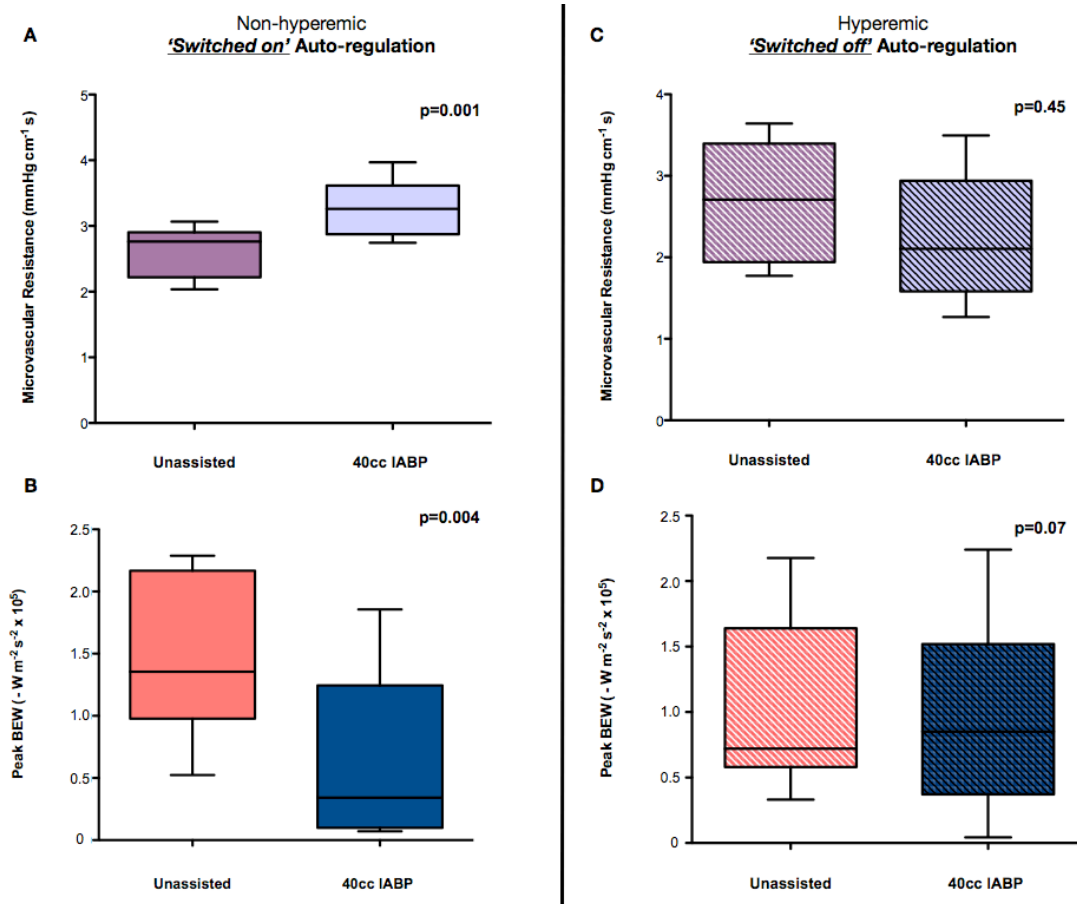 A
Non-hyperemic
'Switched on' Auto-regulation
p=0.001
Microvascular Resistance (mmHg cm⁻¹ s)
5
4
3
2
1
0
Unassisted
40cc IABP
B
p=0.004
Peak BEW ( - W m⁻² s⁻² x 10⁵)
2.5
2.0
1.5
1.0
0.5
0
Unassisted
40cc IABP
C
Hyperemic
'Switched off' Auto-regulation
p=0.45
Microvascular Resistance (mmHg cm⁻¹ s)
4
3
2
1
0
Unassisted
40cc IABP
D
p=0.07
Peak BEW ( - W m⁻² s⁻² x 10⁵)
2.5
2.0
1.5
1.0
0.5
0
Unassisted
40cc IABP